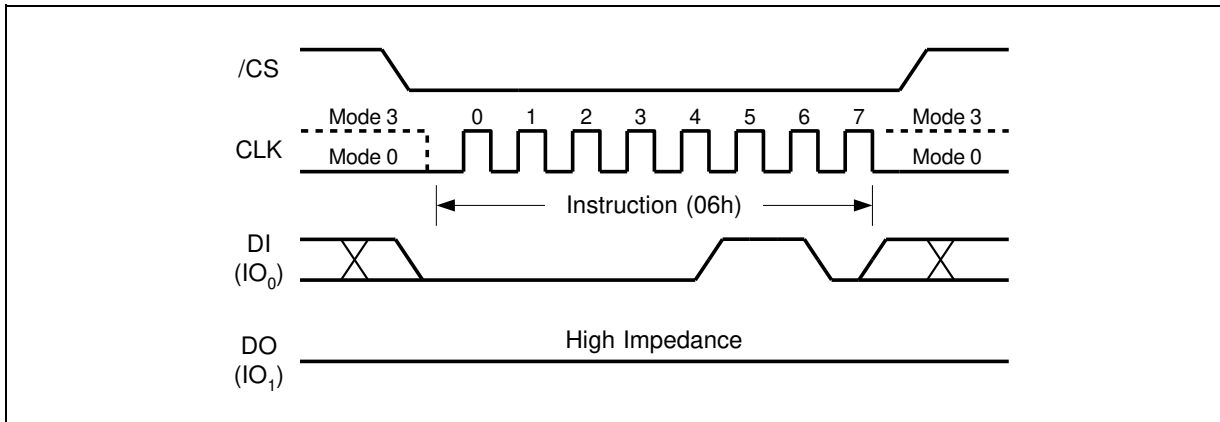 /CS
Mode 3 0 1 2 3 4 5 6 7 Mode 3
CLK
Mode 0 Mode 0
Instruction (06h)
DI
(IO₀)
High Impedance
DO
(IO₁)